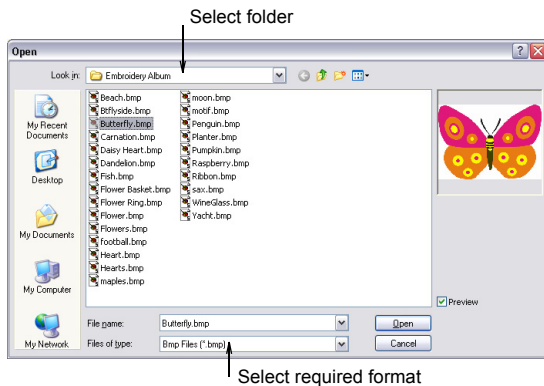 Select folder
Open
Look in:
Embroidery Album
My Recent
Documents
Desktop
My Documents
My Computer
My Network
Beach.bmp
Btflyside.bmp
Butterfly.bmp
Carnation.bmp
Daisy Heart.bmp
Dandelion.bmp
Fish.bmp
Flower Basket.bmp
Flower Ring.bmp
Flower.bmp
Flowers.bmp
football.bmp
Heart.bmp
Hearts.bmp
maples.bmp
moon.bmp
motif.bmp
Penguin.bmp
Planter.bmp
Pumpkin.bmp
Raspberry.bmp
Ribbon.bmp
sax.bmp
WineGlass.bmp
Yacht.bmp
Preview
File name:
Butterfly.bmp
Open
Files of type:
Bmp Files (*.bmp)
Cancel
Select required format